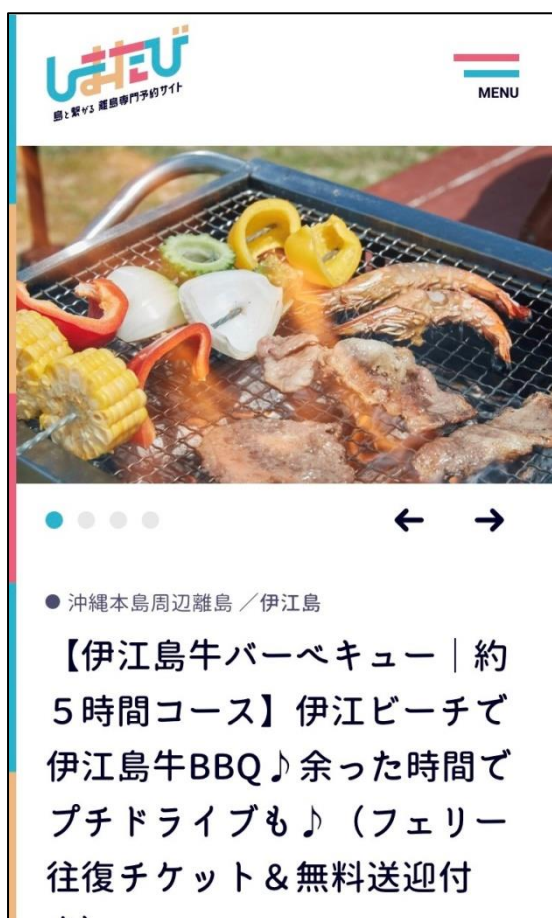 しまたび
島と繋がる 離島専門予約サイト
MENU
● 沖縄本島周辺離島 ／伊江島
【伊江島牛バーベキュー｜約
５時間コース】伊江ビーチで
伊江島牛BBQ♪余った時間で
プチドライブも♪（フェリー
往復チケット＆無料送迎付